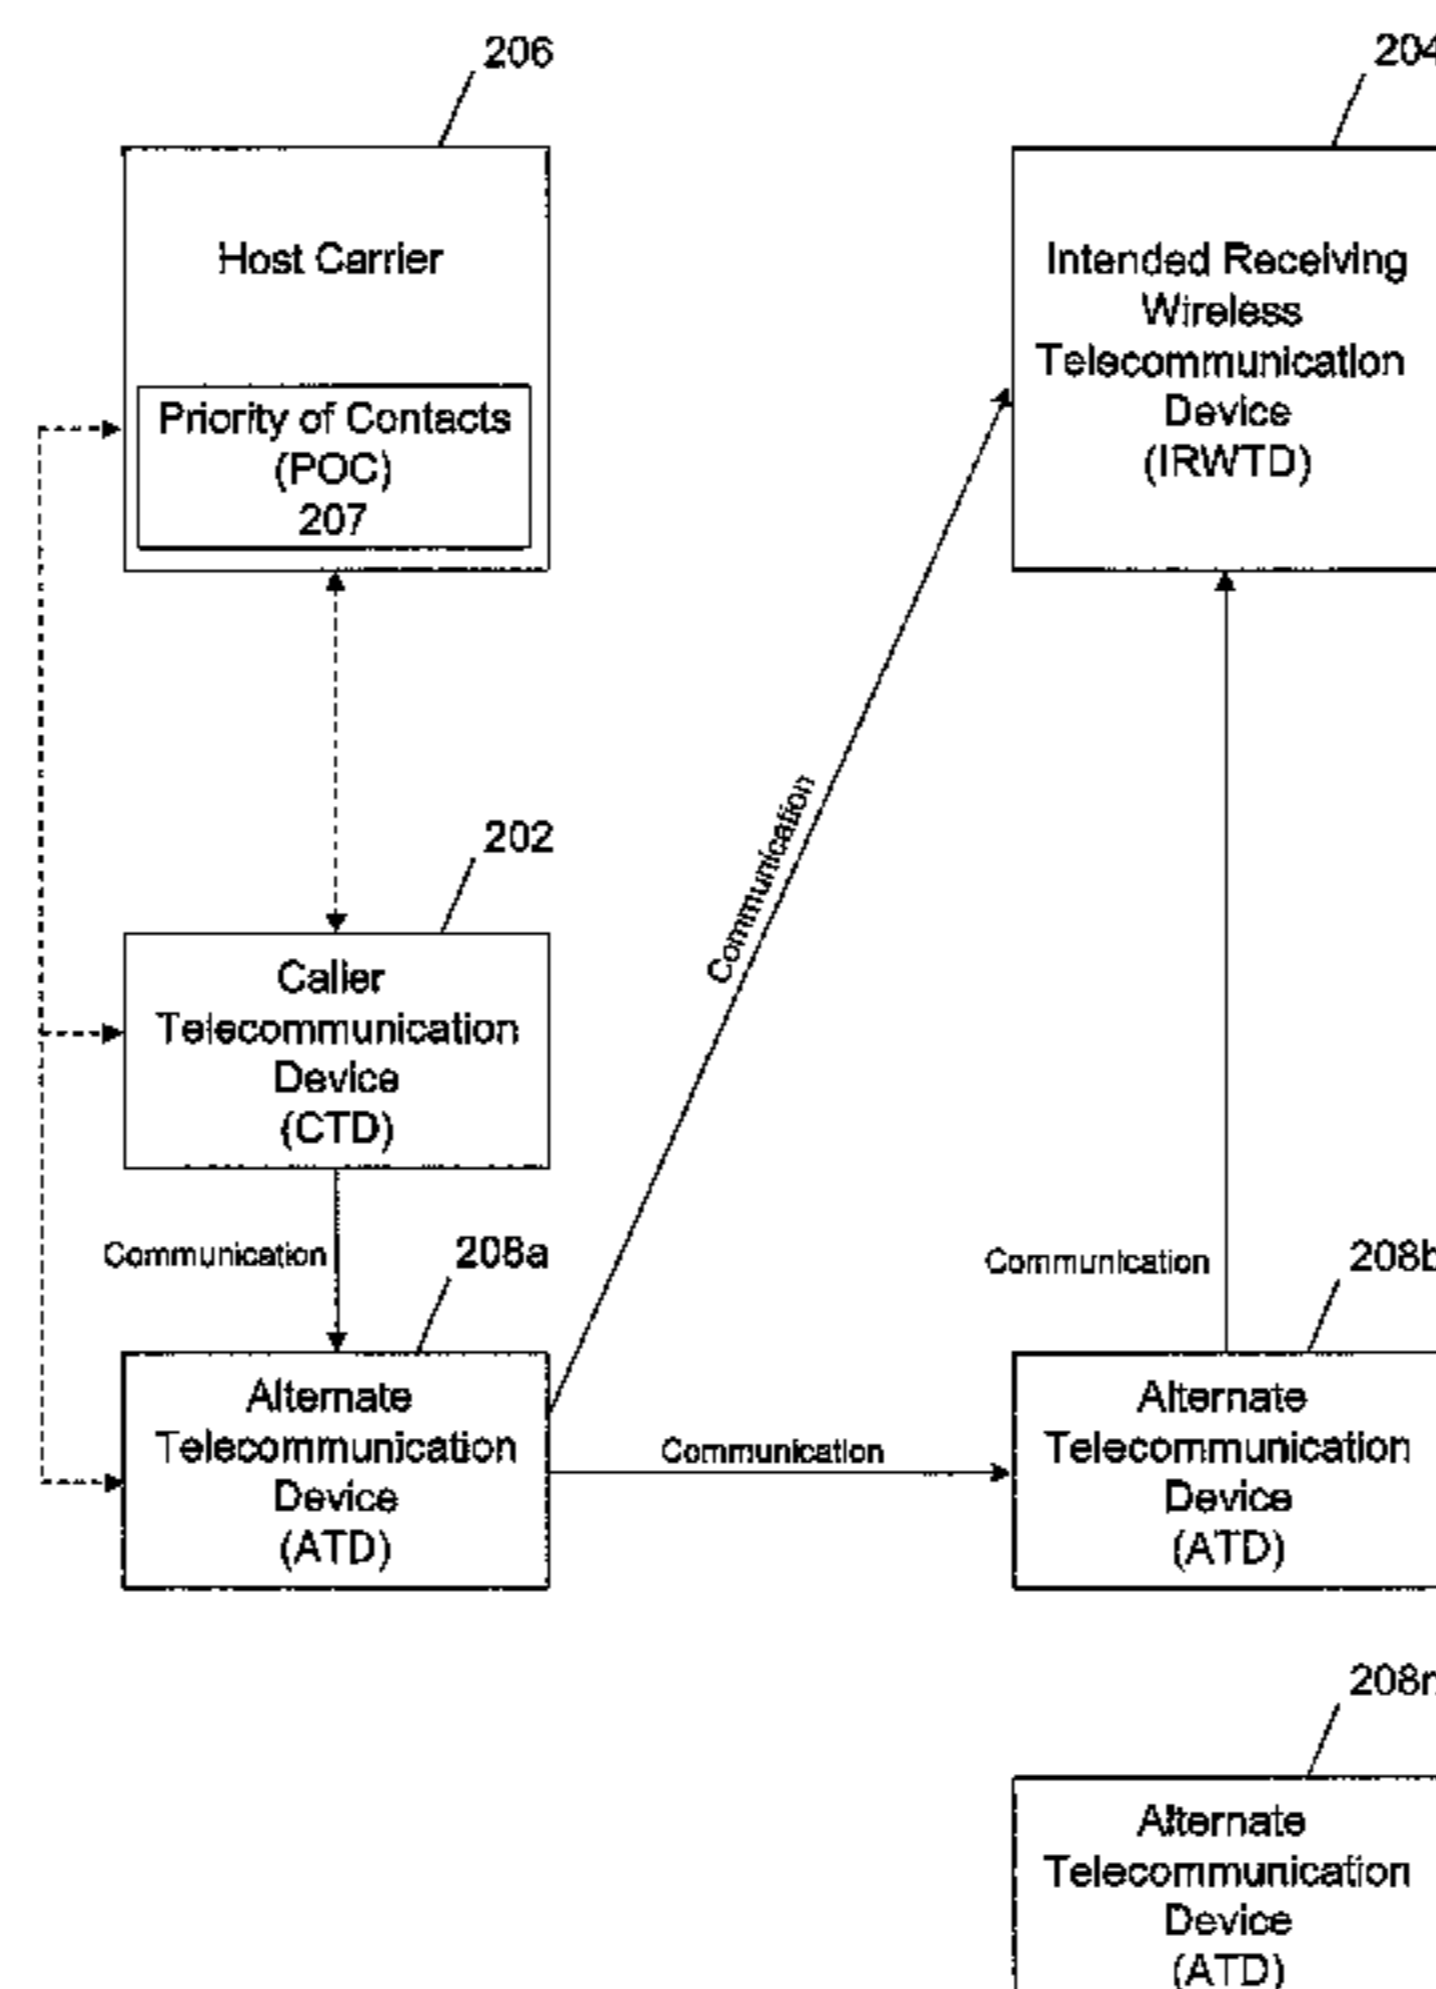 206
204
Host Carrier
Priority of Contacts
(POC)
207
Intended Receiving
Wireless
Telecommunication
Device
(IRWTD)
Communication
202
Caller
Telecommunication
Device
(CTD)
Communication
208a
Communication
208b
Alternate
Telecommunication
Device
(ATD)
Communication
Alternate
Telecommunication
Device
(ATD)
208n
Alternate
Telecommunication
Device
(ATD)